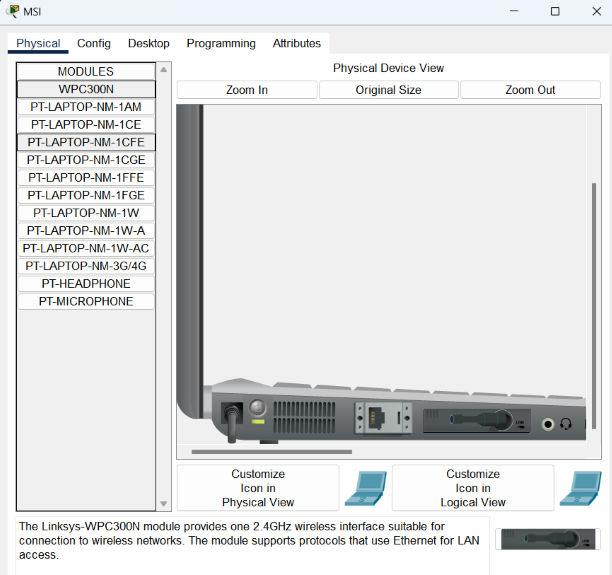 MSI
Physical Config Desktop Programming Attributes
MODULES
WPC300N
PT-LAPTOP-NM-1AM
PT-LAPTOP-NM-1CE
PT-LAPTOP-NM-1CFE
PT-LAPTOP-NM-1CGE
PT-LAPTOP-NM-1FFE
PT-LAPTOP-NM-1FGE
PT-LAPTOP-NM-1W
PT-LAPTOP-NM-1W-A
PT-LAPTOP-NM-1W-AC
PT-LAPTOP-NM-3G/4G
PT-HEADPHONE
PT-MICROPHONE
Physical Device View
Zoom In Original Size Zoom Out
Customize
Icon in
Physical View
Customize
Icon in
Logical View
The Linksys-WPC300N module provides one 2.4GHz wireless interface suitable for
connection to wireless networks. The module supports protocols that use Ethernet for LAN
access.